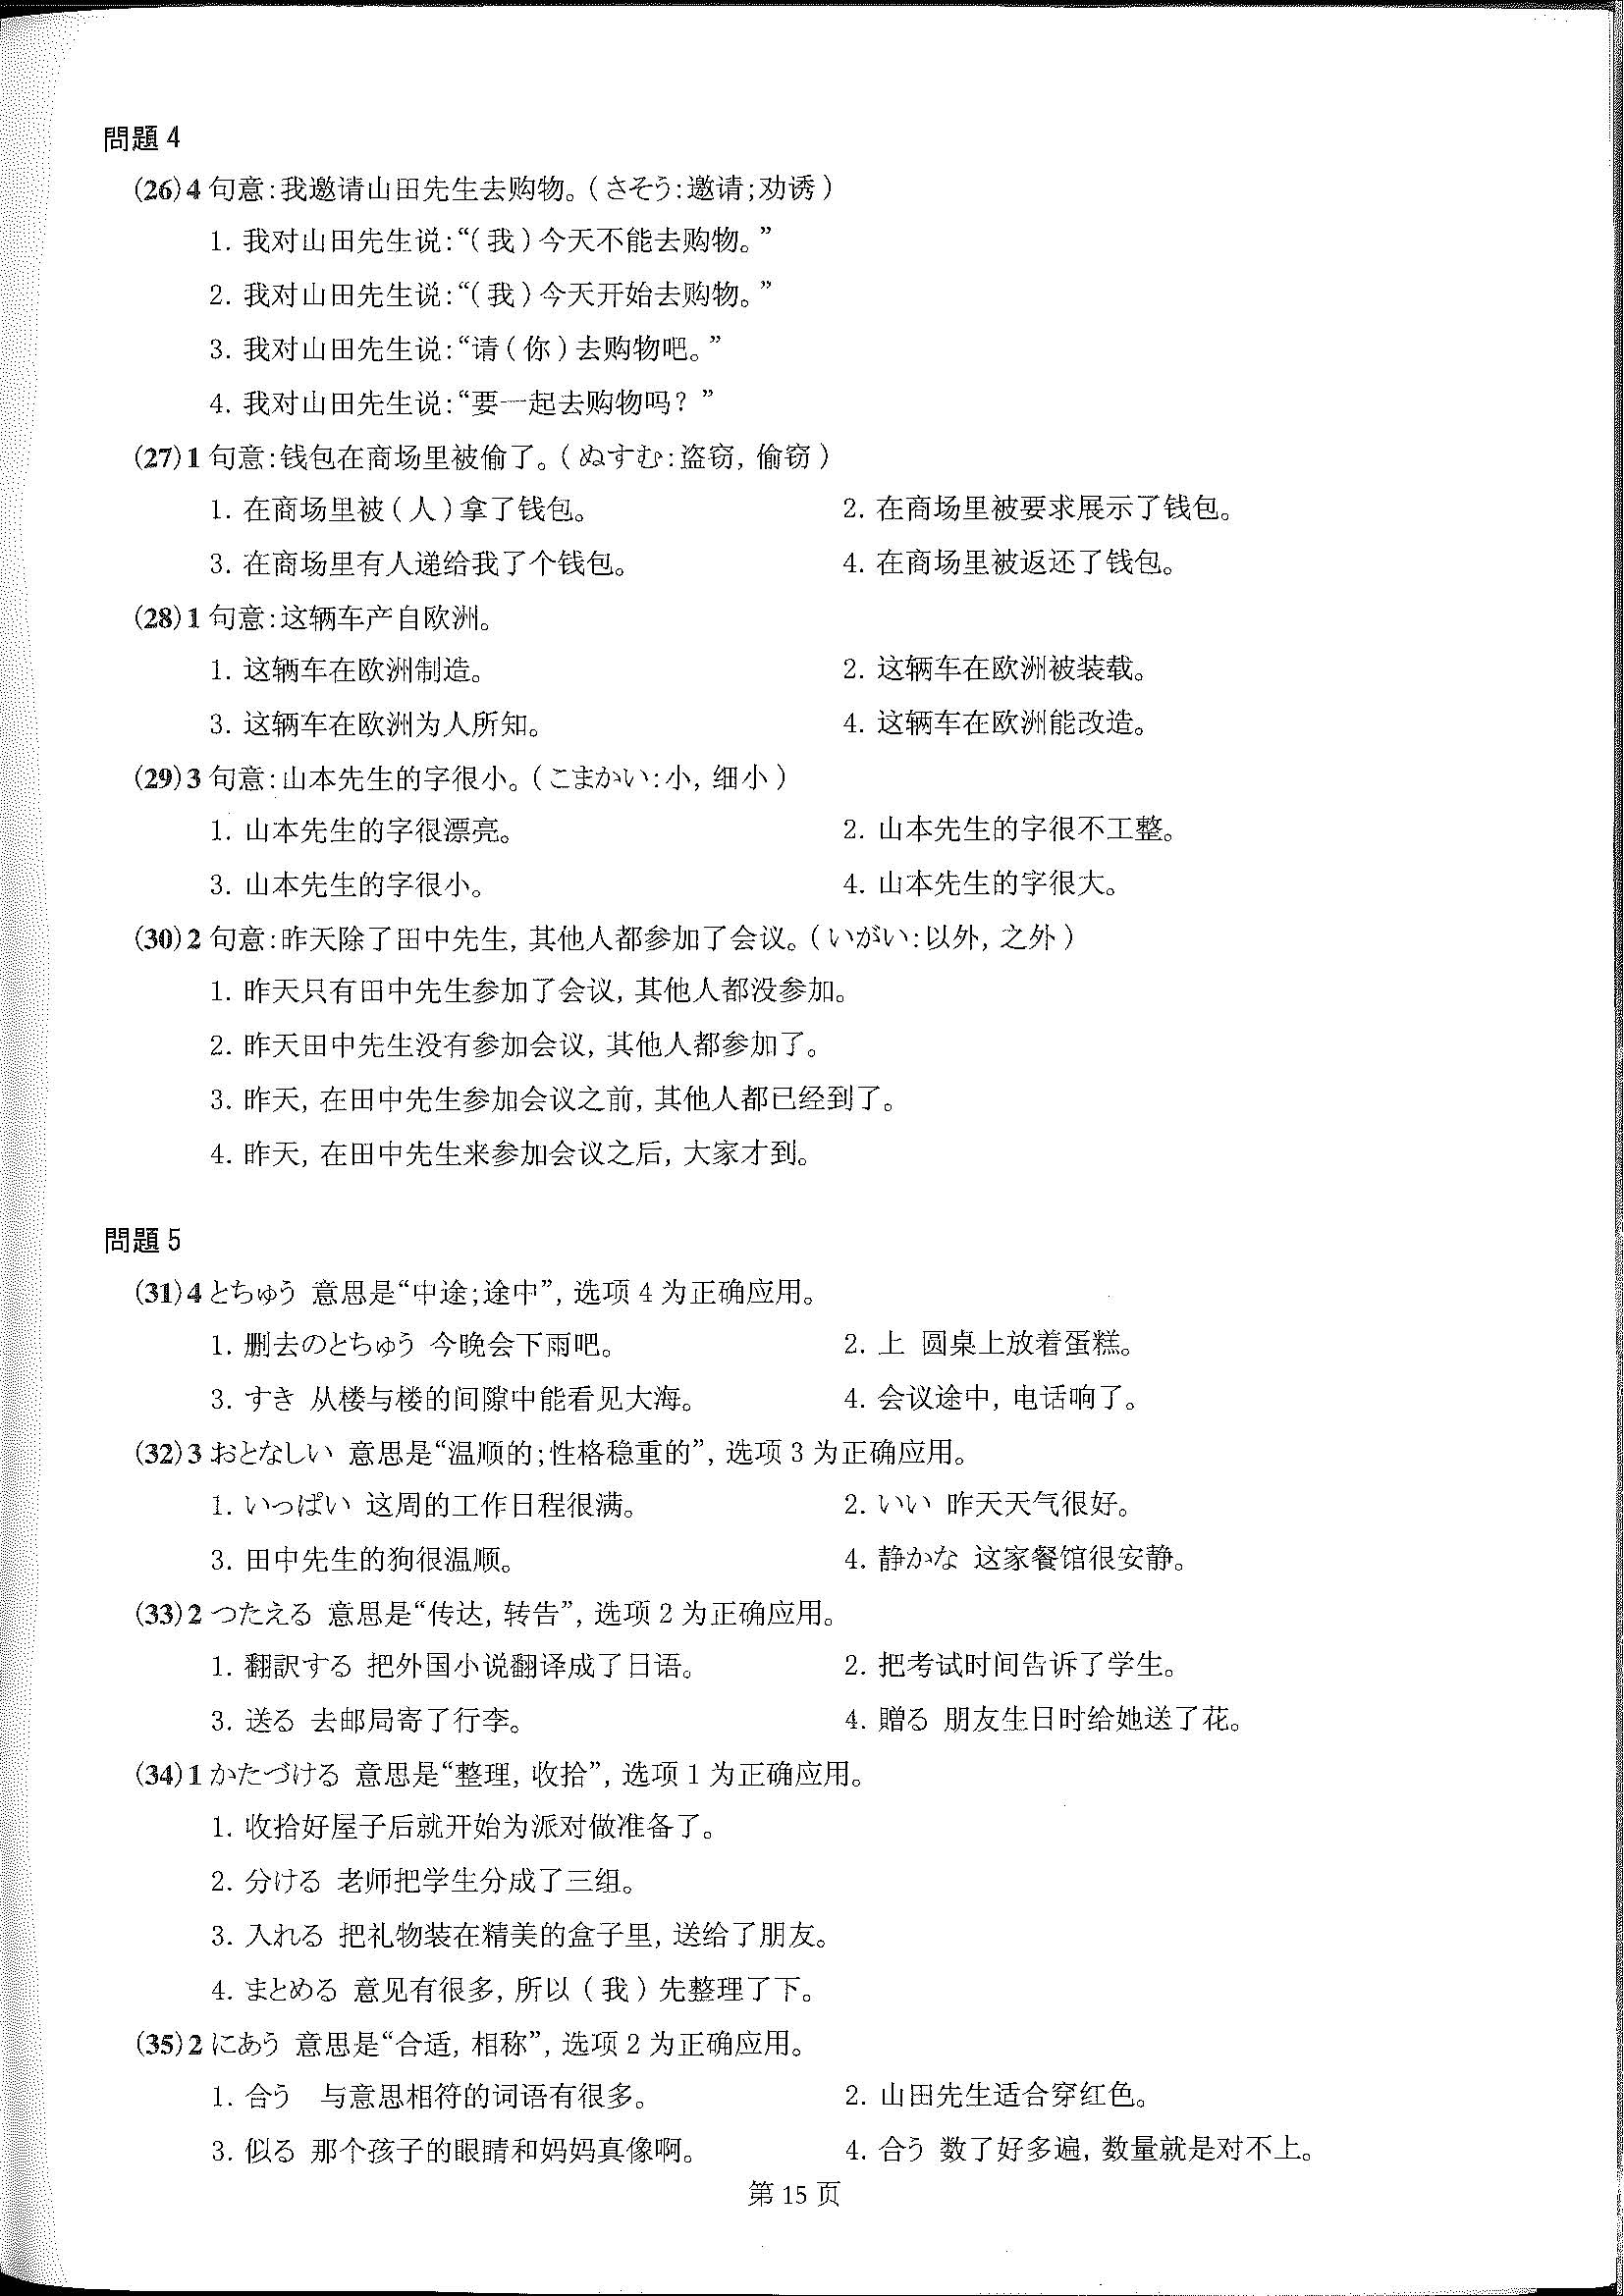 問題 4
(26)4 句意:我邀请山田先生去购物。(さそう:邀请;劝诱)
1. 我对山田先生说:“(我)今天不能去购物。”
2. 我对山田先生说:“(我)今天开始去购物。”
3. 我对山田先生说:“请(你)去购物吧。”
4. 我对山田先生说:“要一起去购物吗？”
(27)1 句意:钱包在商场里被偷了。(ぬすむ:盗窃, 偷窃)
1. 在商场里被(人)拿了钱包。 2. 在商场里被要求展示了钱包。
3. 在商场里有人递给我了个钱包。 4. 在商场里被返还了钱包。
(28)1 句意:这辆车产自欧洲。
1. 这辆车在欧洲制造。 2. 这辆车在欧洲被装载。
3. 这辆车在欧洲为人所知。 4. 这辆车在欧洲能改造。
(29)3 句意:山本先生的字很小。(こまかい:小, 细小)
1. 山本先生的字很漂亮。 2. 山本先生的字很不工整。
3. 山本先生的字很小。 4. 山本先生的字很大。
(30)2 句意:昨天除了田中先生, 其他人都参加了会议。(いがい:以外, 之外)
1. 昨天只有田中先生参加了会议, 其他人都没参加。
2. 昨天田中先生没有参加会议, 其他人都参加了。
3. 昨天, 在田中先生参加会议之前, 其他人都已经到了。
4. 昨天, 在田中先生来参加会议之后, 大家才到。
問題 5
(31)4 とちゅう 意思是“中途;途中”, 选项 4 为正确应用。
1. 删去のとちゅう 今晚会下雨吧。 2. 上 圆桌上放着蛋糕。
3. すき 从楼与楼的间隙中能看见大海。 4. 会议途中, 电话响了。
(32)3 おとなしい 意思是“温顺的;性格稳重的”, 选项 3 为正确应用。
1. いっぱい 这周的工作日程很满。 2. いい 昨天天气很好。
3. 田中先生的狗很温顺。 4. 静かな 这家餐馆很安静。
(33)2 つたえる 意思是“传达, 转告”, 选项 2 为正确应用。
1. 翻訳する 把外国小说翻译成了日语。 2. 把考试时间告诉了学生。
3. 送る 去邮局寄了行李。 4. 贈る 朋友生日时给她送了花。
(34)1 かたづける 意思是“整理, 收拾”, 选项 1 为正确应用。
1. 收拾好屋子后就开始为派对做准备了。
2. 分ける 老师把学生分成了三组。
3. 入れる 把礼物装在精美的盒子里, 送给了朋友。
4. まとめる 意见有很多, 所以(我)先整理了下。
(35)2 にあう 意思是“合适, 相称”, 选项 2 为正确应用。
1. 合う 与意思相符的词语有很多。 2. 山田先生适合穿红色。
3. 似る 那个孩子的眼睛和妈妈真像啊。 4. 合う 数了好多遍, 数量就是对不上。
第 15 页